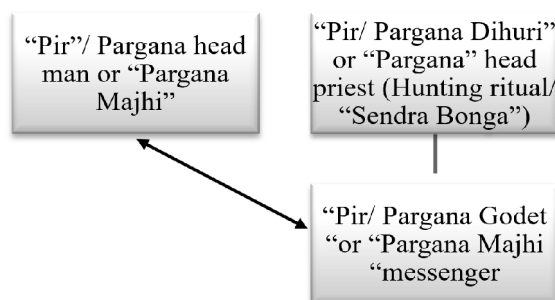 “Pir”/ Pargana head
man or “Pargana
Majhi”
“Pir/ Pargana Dihuri”
or “Pargana” head
priest (Hunting ritual/
“Sendra Bonga”)
“Pir/ Pargana Godet
“or “Pargana Majhi
“messenger